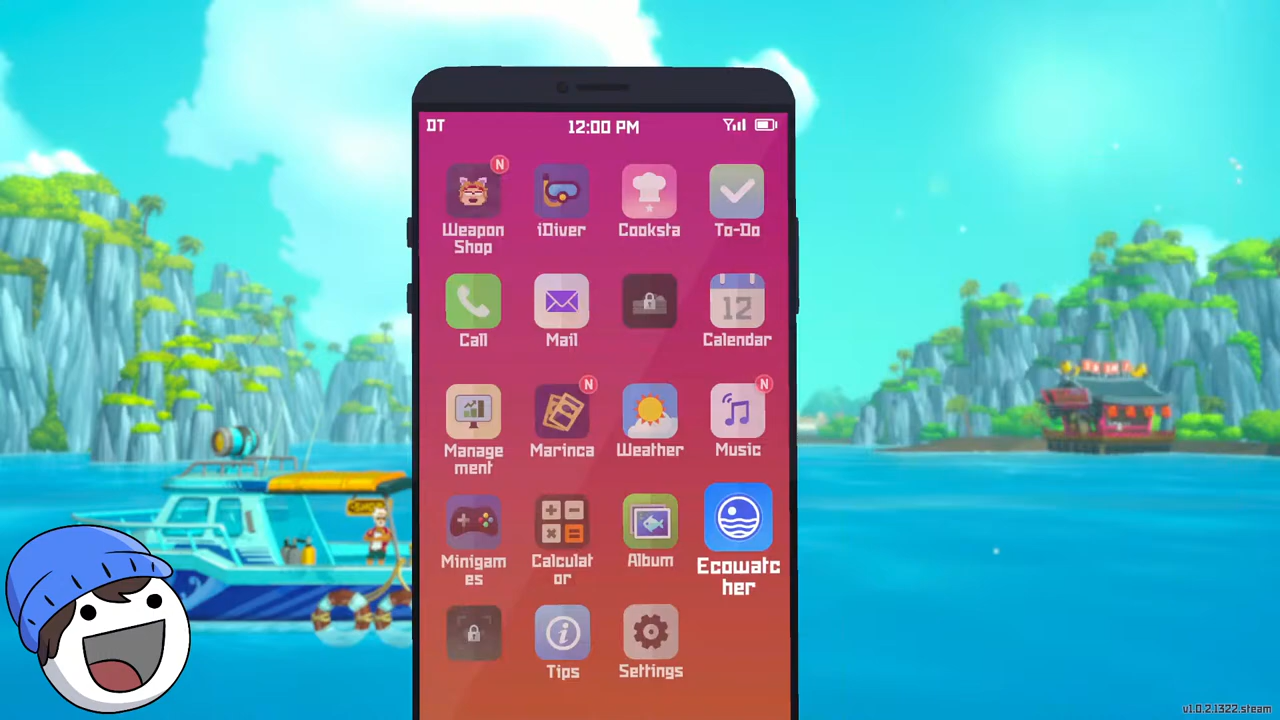 DT
12:00 PM
N
Weapon
Shop
iDiver
Cooksta
To-Do
Call
Mail
12
Calendar
N
N
Manage
ment
Marinca
Weather
Music
Minigam
es
Calculat
or
Album
Ecowatc
her
Tips
Settings
v1.0.2.1322.steam